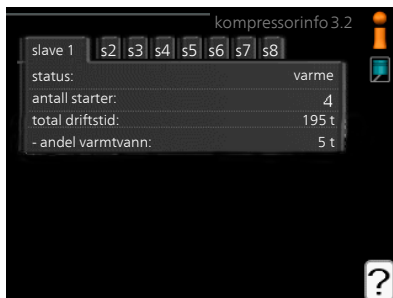 kompressorinfo 3.2
slave 1 s2 s3 s4 s5 s6 s7 s8
status: varme
antall starter: 4
total driftstid: 195 t
- andel varmtvann: 5 t
?